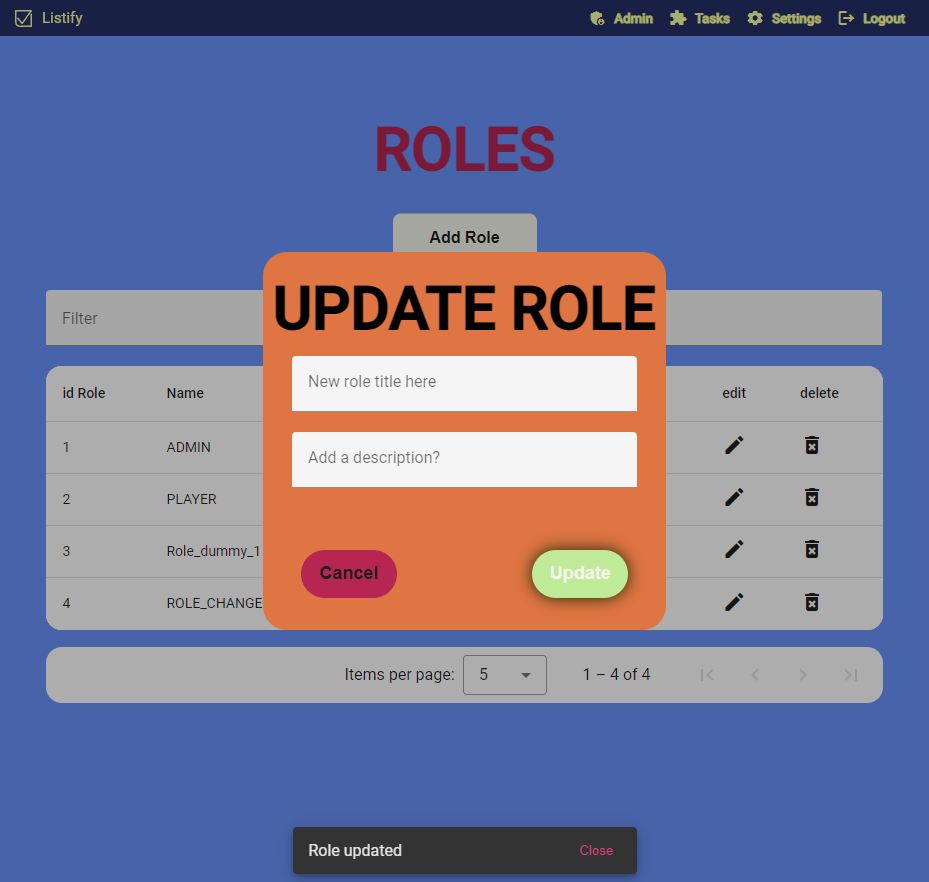 Listify Admin Tasks Settings Logout
ROLES
Add Role
UPDATE ROLE
Filter
New role title here
id Role Name edit delete
1 ADMIN
Add a description?
2 PLAYER
3 Role_dummy_1
Cancel Update
4 ROLE_CHANGE
Items per page: 5 1 – 4 of 4
Role updated Close